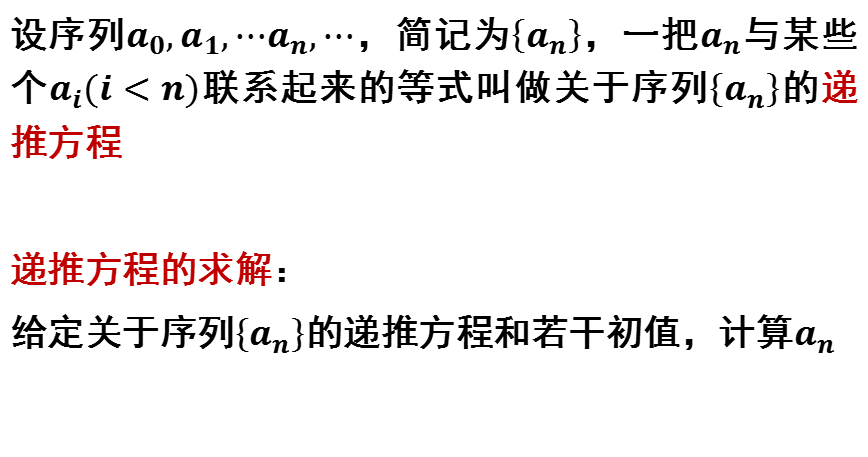 设序列a₀, a₁, ⋯aₙ, ⋯，简记为{aₙ}，一把aₙ与某些
个aᵢ(i < n)联系起来的等式叫做关于序列{aₙ}的递
推方程
递推方程的求解：
给定关于序列{aₙ}的递推方程和若干初值，计算aₙ